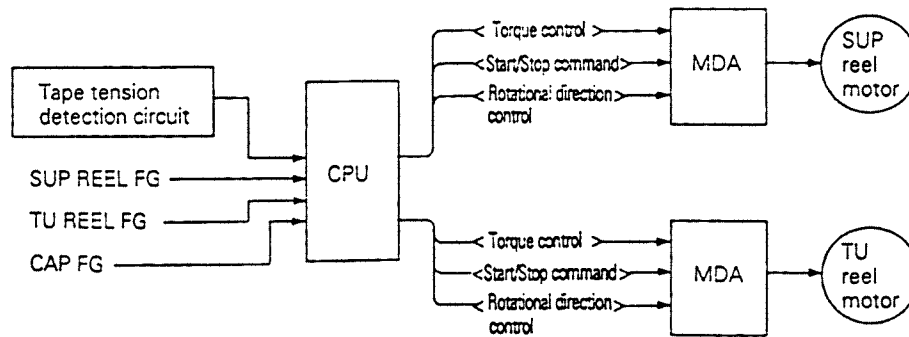 Tape tension
detection circuit
SUP REEL FG
TU REEL FG
CAP FG
CPU
Torque control
Start/Stop command
Rotational direction
control
MDA
SUP
reel
motor
Torque control
Start/Stop command
Rotational direction
control
MDA
TU
reel
motor